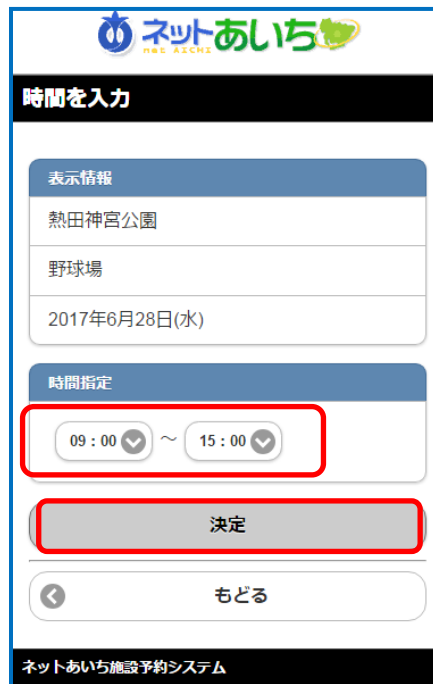 ネットあいち
net AICHI
時間を入力
表示情報
熱田神宮公園
野球場
2017年6月28日(水)
時間指定
09：00 ～ 15：00
決定
もどる
ネットあいち施設予約システム